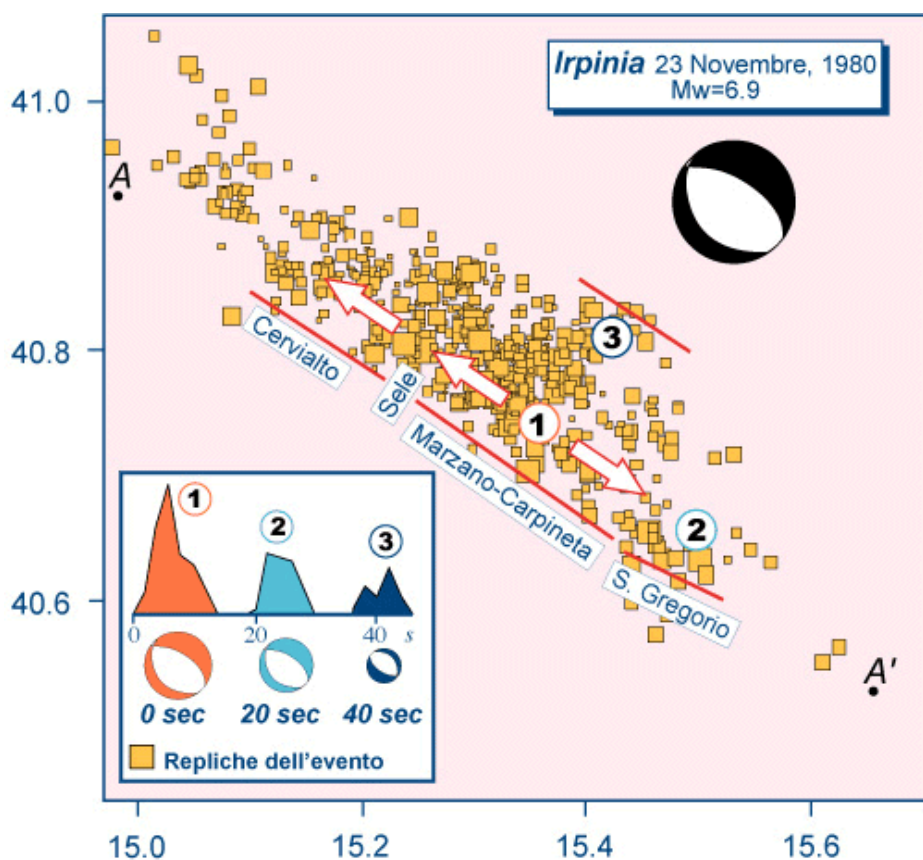 Irpinia 23 Novembre, 1980
Mw=6.9
41.0
40.8
40.6
A
3
Cervialto
Sele
1
Marzano-Carpineta
2
S. Gregorio
A'
1
2
3
0 20 40 s
0 sec 20 sec 40 sec
Repliche dell'evento
15.0 15.2 15.4 15.6